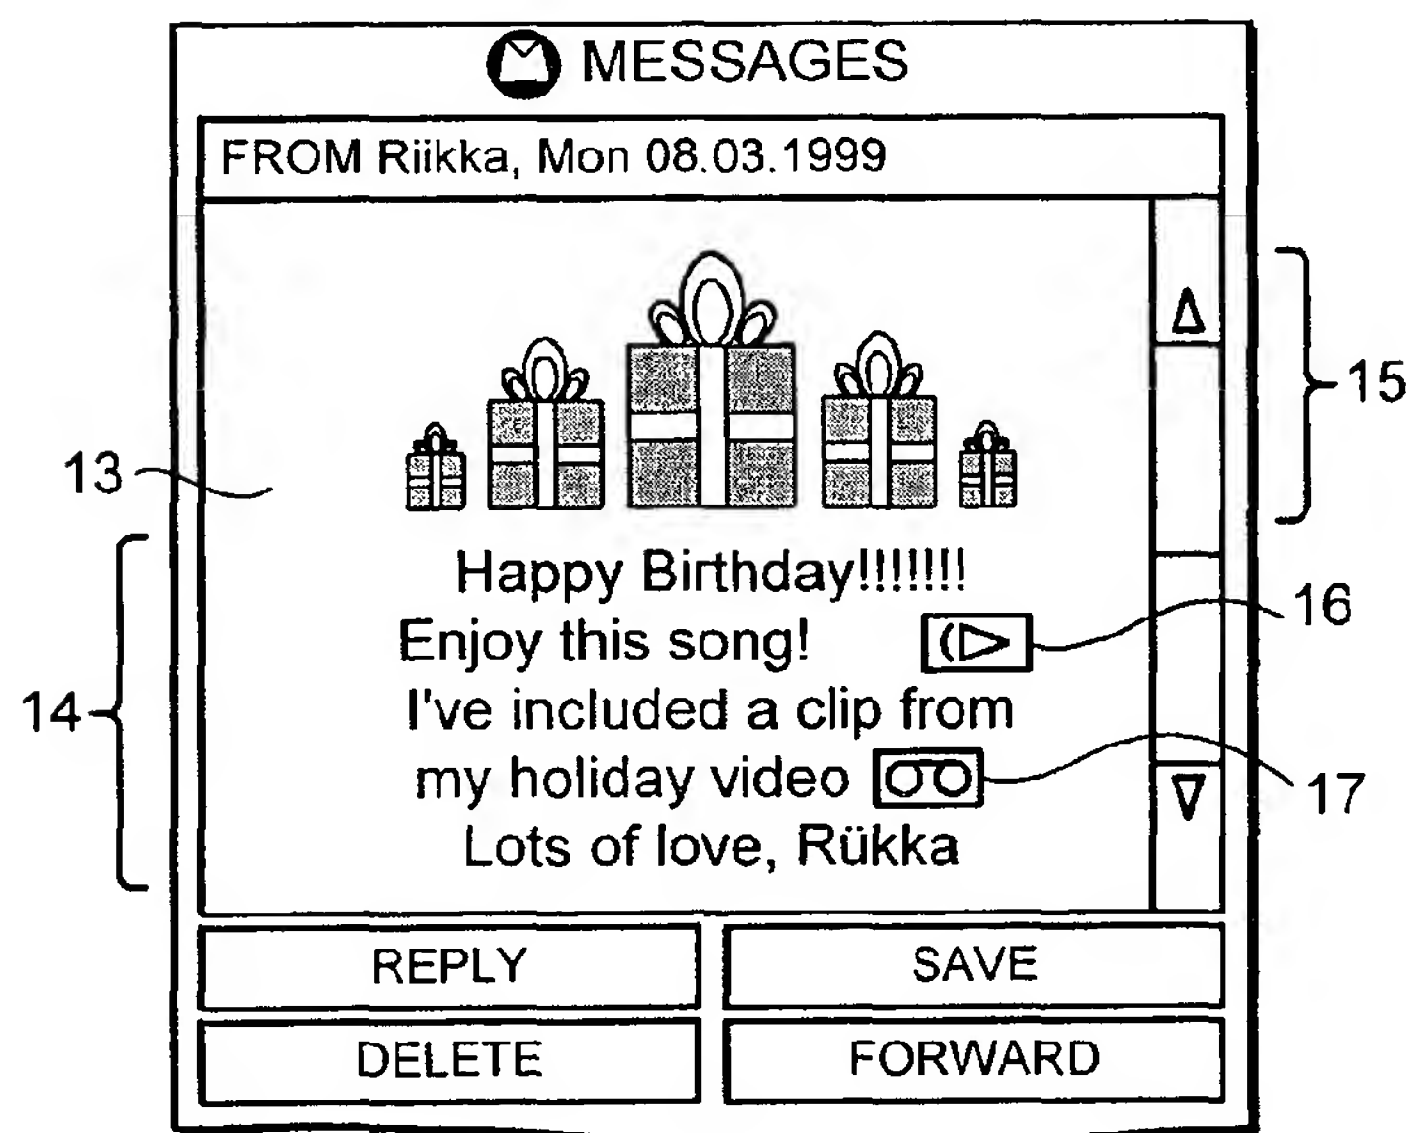 MESSAGES
FROM Riikka, Mon 08.03.1999
15
13
Happy Birthday!!!!!!!
16
Enjoy this song!
14
I've included a clip from
my holiday video
17
Lots of love, Rükka
REPLY
SAVE
DELETE
FORWARD